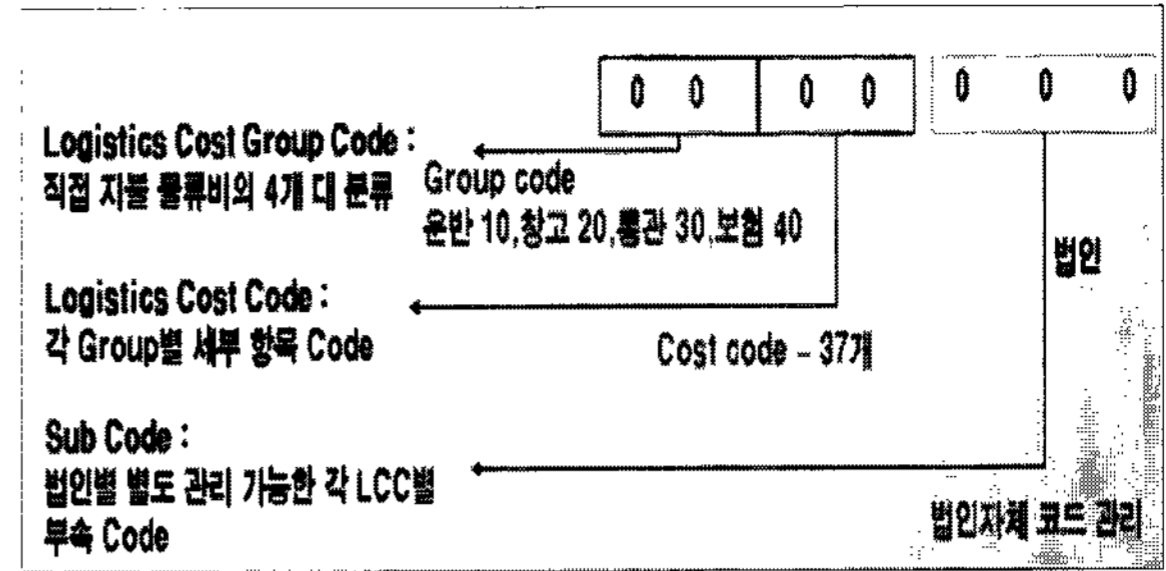 0 0 0 0 0 0 0
Logistics Cost Group Code :
직접 자불 물류비의 4개 대 분류
Group code
운반 10,창고 20,통관 30,보험 40
법인
Logistics Cost Code :
각 Group별 세부 항목 Code
Cost code - 37개
Sub Code :
법인별 별도 관리 가능한 각 LCC별
부속 Code
법인자체 코드 관리